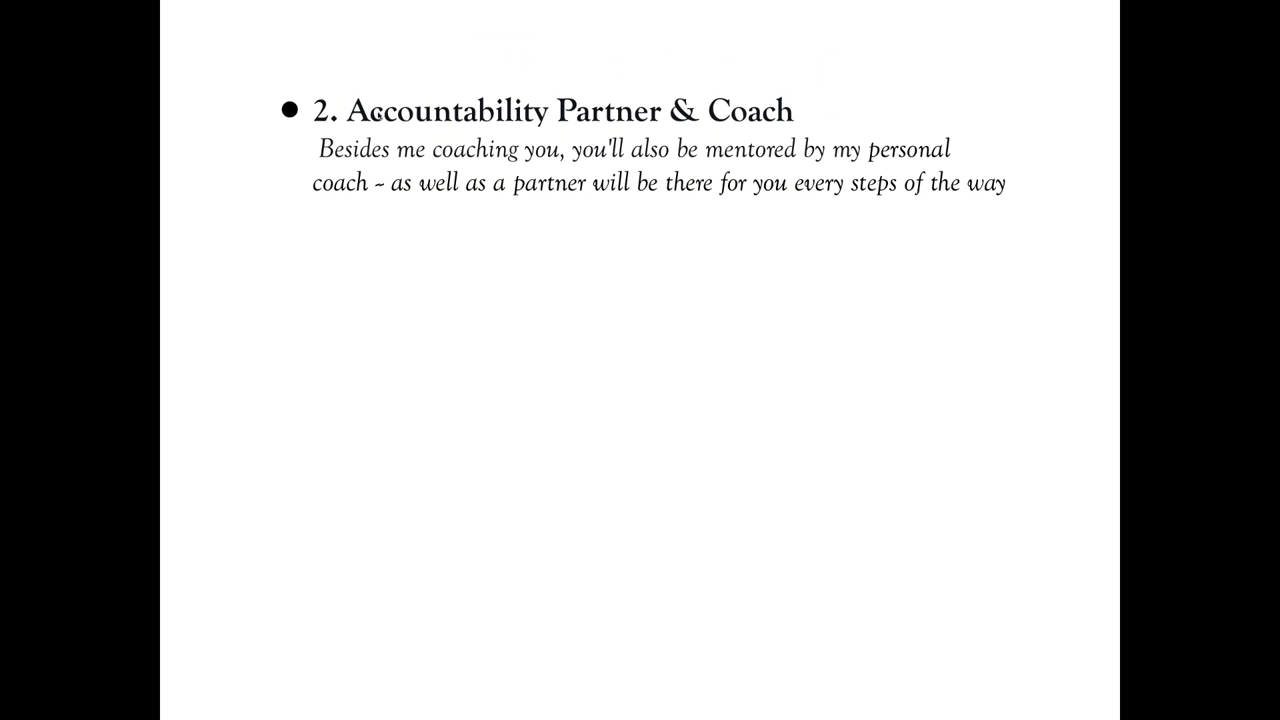 ● 2. Accountability Partner & Coach
Besides me coaching you, you'll also be mentored by my personal
coach ~ as well as a partner will be there for you every steps of the way